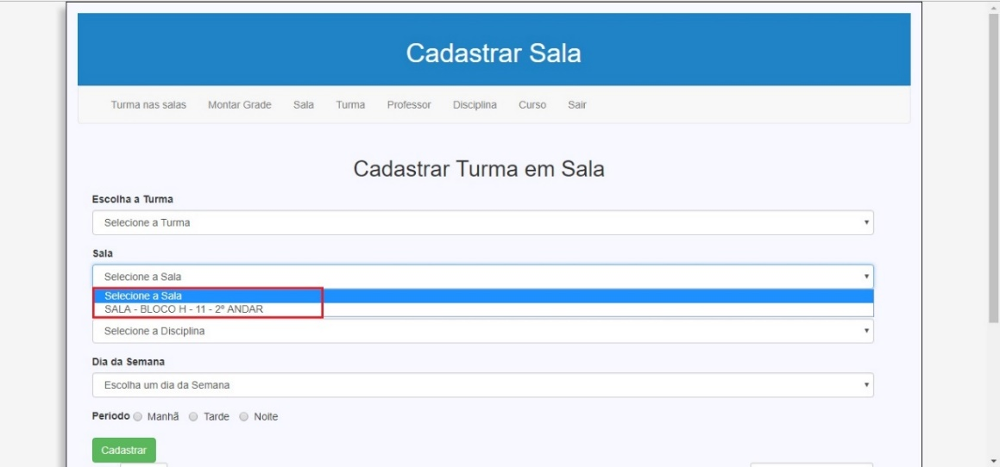 Cadastrar Sala
Turma nas salas Montar Grade Sala Turma Professor Disciplina Curso Sair
Cadastrar Turma em Sala
Escolha a Turma
Selecione a Turma
Sala
Selecione a Sala
Selecione a Sala
SALA - BLOCO H - 11 - 2º ANDAR
Selecione a Disciplina
Dia da Semana
Escolha um dia da Semana
Periodo Manhã Tarde Noite
Cadastrar